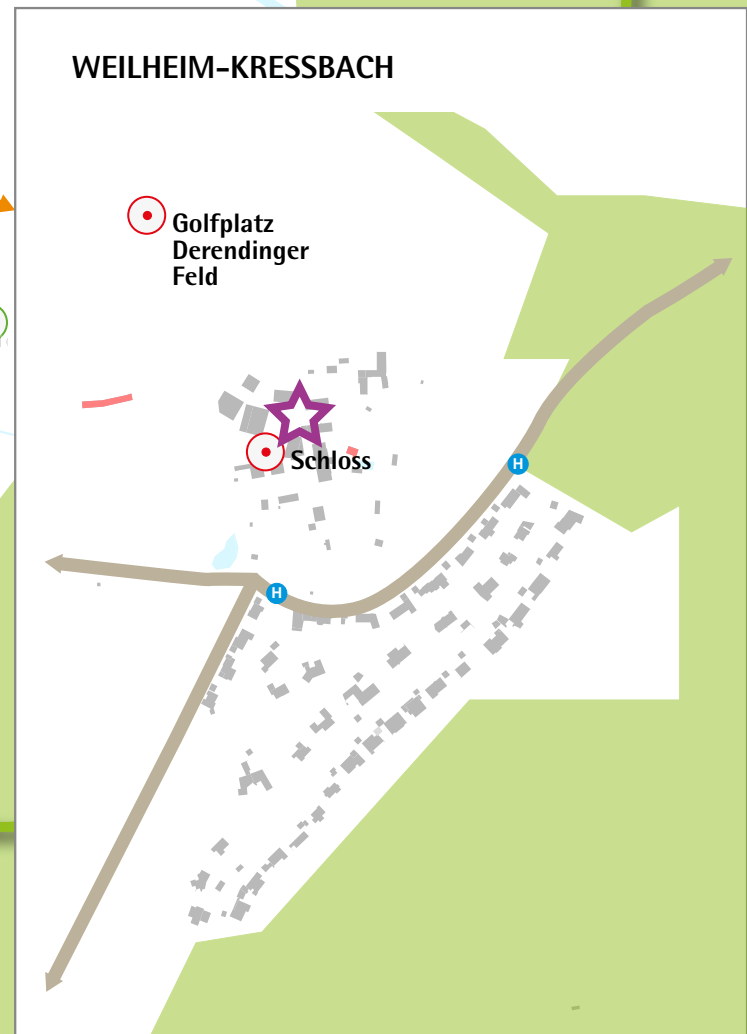 WEILHEIM-KRESSBACH
Golfplatz
Derendinger
Feld
Schloss
H
H